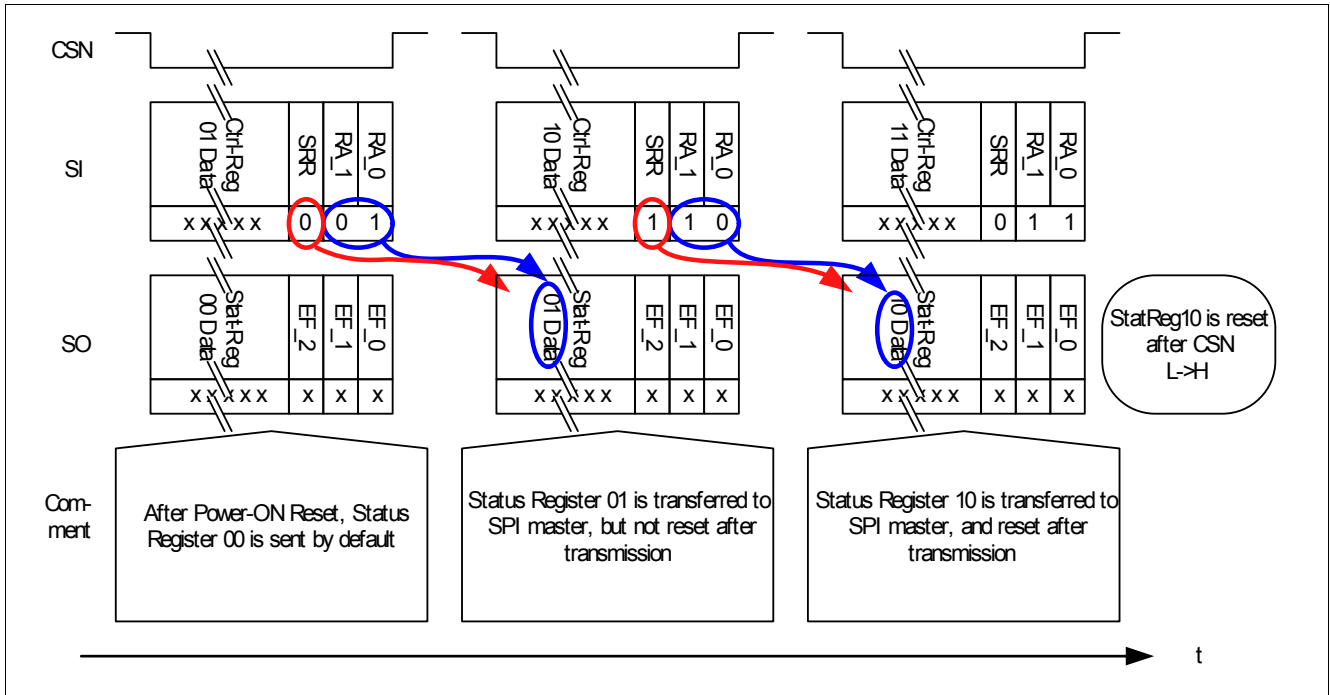 CSN
SI
Ctrl-Reg
01 Data
SRR
RA_1
RA_0
x x x x x
0
0
1
Ctrl-Reg
10 Data
SRR
RA_1
RA_0
x x x x x
1
1
0
Ctrl-Reg
11 Data
SRR
RA_1
RA_0
x x x x x
0
1
1
SO
Stat-Reg
00 Data
EF_2
EF_1
EF_0
x x x x x
x
x
x
Stat-Reg
01 Data
EF_2
EF_1
EF_0
x x x x x
x
x
x
Stat-Reg
10 Data
EF_2
EF_1
EF_0
x x x x x
x
x
x
StatReg10 is reset
after CSN
L->H
Com-
ment
After Power-ON Reset, Status
Register 00 is sent by default
Status Register 01 is transferred to
SPI master, but not reset after
transmission
Status Register 10 is transferred to
SPI master, and reset after
transmission
t